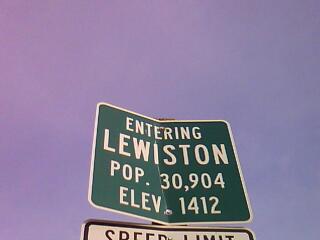 ENTERING
LEWISTON
POP. 30,904
ELEV 1412
SPEED LIMIT